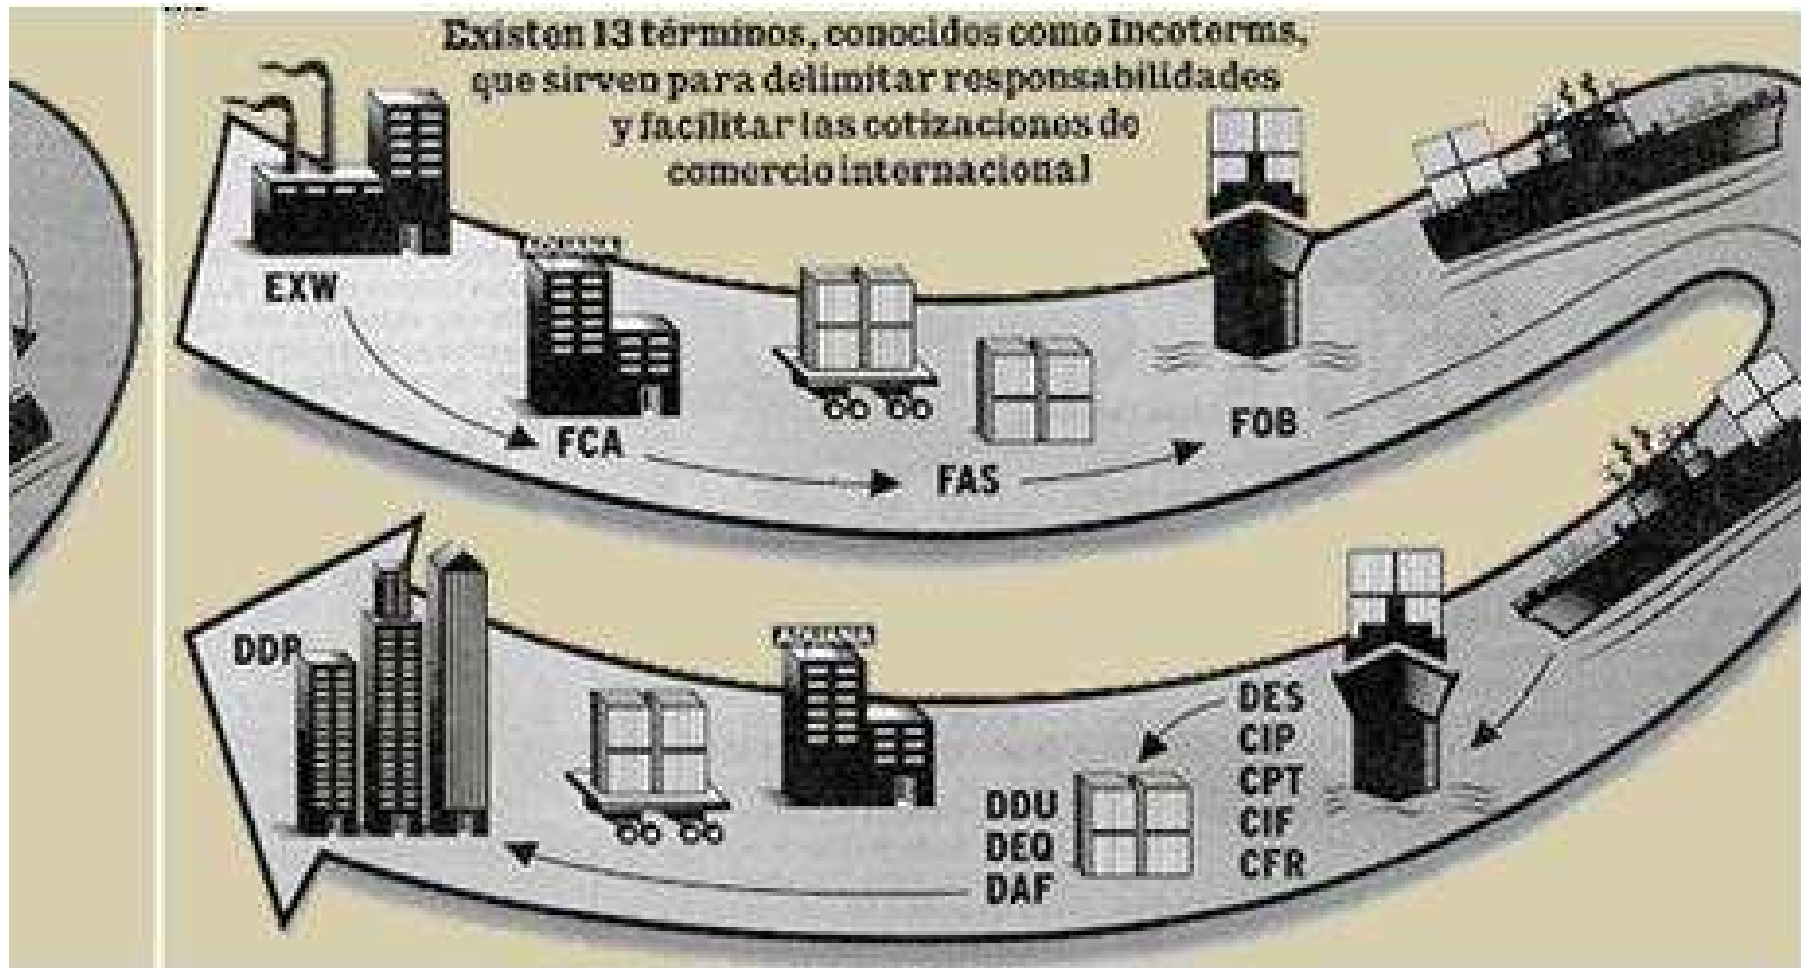 Existen 13 términos, conocidos como Incoterms,
que sirven para delimitar responsabilidades
y facilitar las cotizaciones de
comercio internacional
EXW
FCA
FAS
FOB
DDP
ADUANA
DES
CIP
CPT
CIF
CFR
DDU
DEQ
DAF